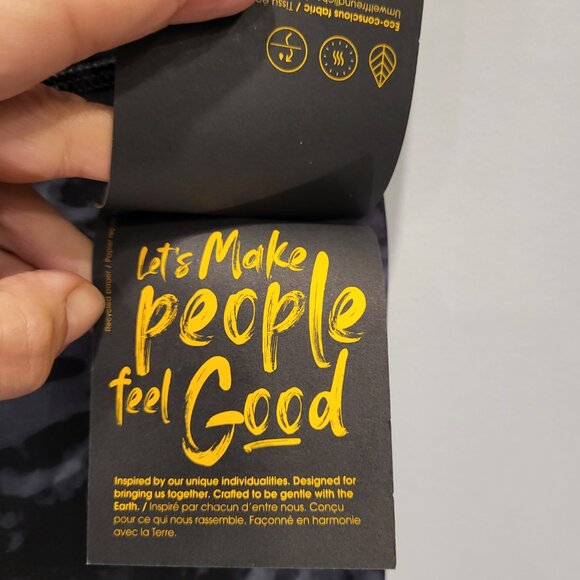 Eco-conscious fabric / Tissu
Umweltfreundlich
Recycled paper / Papier
Let's Make
people
feel Good
Inspired by our unique individualities. Designed for
bringing us together. Crafted to be gentle with the
Earth. / Inspiré par chacun d'entre nous. Conçu
pour ce qui nous rassemble. Façonné en harmonie
avec la Terre.